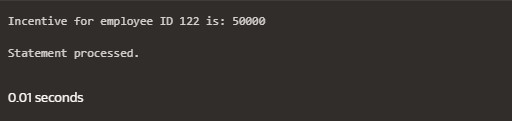 Incentive for employee ID 122 is: 50000
Statement processed.
0.01 seconds